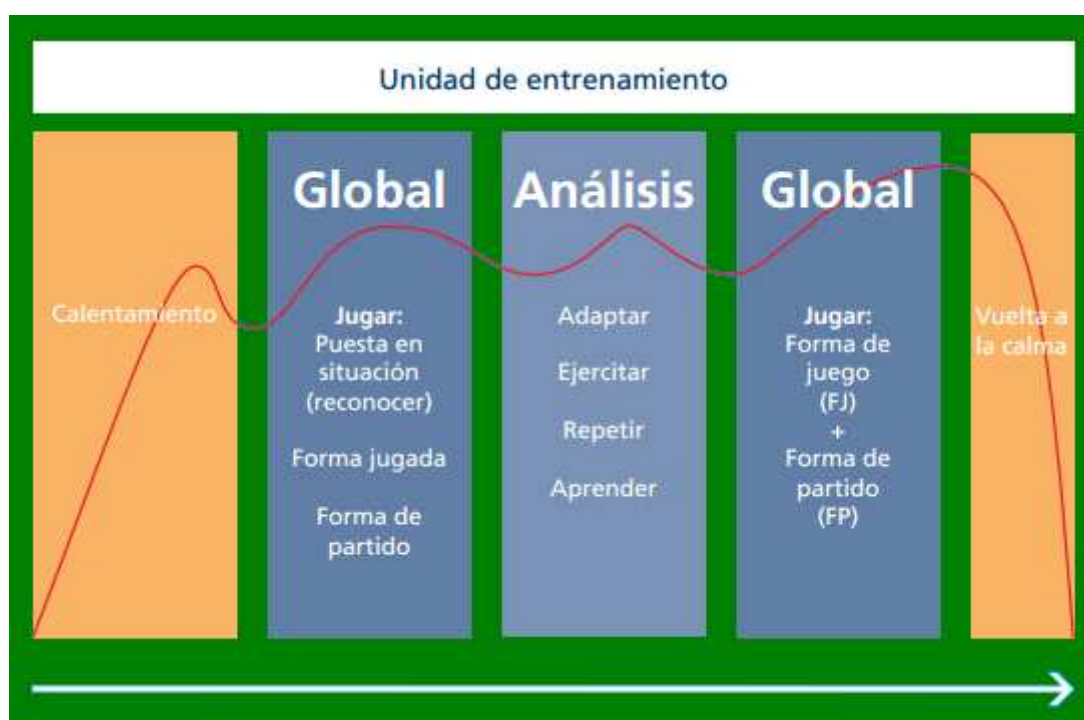 Unidad de entrenamiento
Calentamiento
Global
Jugar:
Puesta en
situación
(reconocer)
Forma jugada
Forma de
partido
Análisis
Adaptar
Ejercitar
Repetir
Aprender
Global
Jugar:
Forma de
juego
(FJ)
+
Forma de
partido
(FP)
Vuelta a
la calma